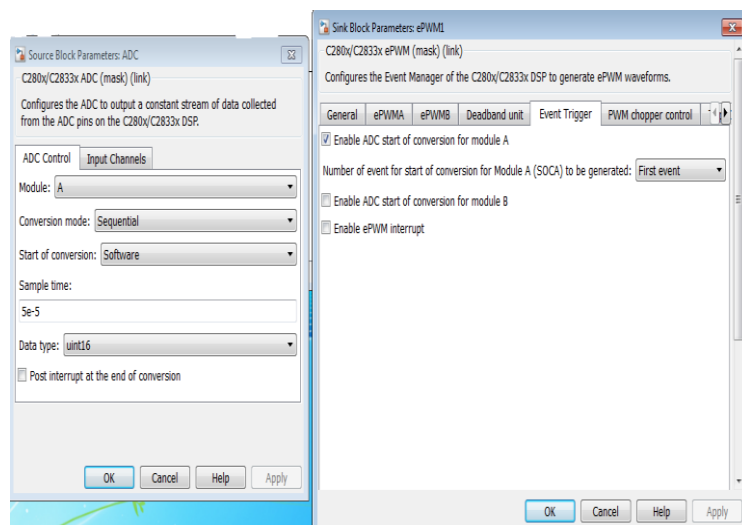 Source Block Parameters: ADC
C280x/C2833x ADC (mask) (link)
Configures the ADC to output a constant stream of data collected
from the ADC pins on the C280x/C2833x DSP.
ADC Control
Input Channels
Module: A
Conversion mode: Sequential
Start of conversion: Software
Sample time:
5e-5
Data type: uint16
Post interrupt at the end of conversion
OK
Cancel
Help
Apply
Sink Block Parameters: ePWM1
C280x/C2833x ePWM (mask) (link)
Configures the Event Manager of the C280x/C2833x DSP to generate ePWM waveforms.
General
ePWMA
ePWMB
Deadband unit
Event Trigger
PWM chopper control
Enable ADC start of conversion for module A
Number of event for start of conversion for Module A (SOCA) to be generated: First event
Enable ADC start of conversion for module B
Enable ePWM interrupt
OK
Cancel
Help
Apply